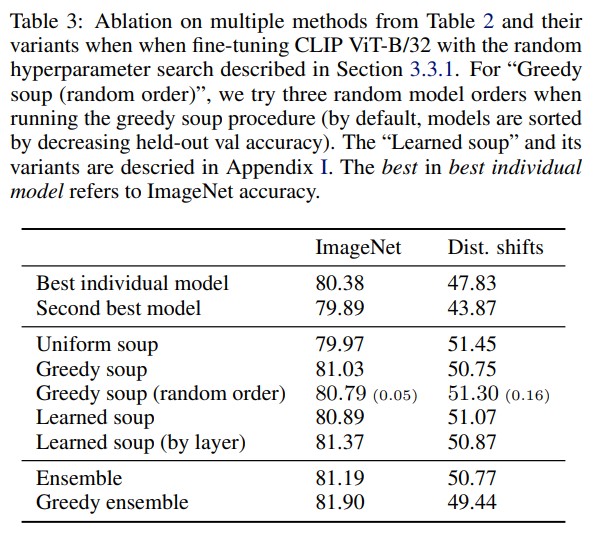 Table 3: Ablation on multiple methods from Table 2 and their
variants when when fine-tuning CLIP ViT-B/32 with the random
hyperparameter search described in Section 3.3.1. For “Greedy
soup (random order)”, we try three random model orders when
running the greedy soup procedure (by default, models are sorted
by decreasing held-out val accuracy). The “Learned soup” and its
variants are descried in Appendix I. The best in best individual
model refers to ImageNet accuracy.
ImageNet Dist. shifts
Best individual model 80.38 47.83
Second best model 79.89 43.87
Uniform soup 79.97 51.45
Greedy soup 81.03 50.75
Greedy soup (random order) 80.79 (0.05) 51.30 (0.16)
Learned soup 80.89 51.07
Learned soup (by layer) 81.37 50.87
Ensemble 81.19 50.77
Greedy ensemble 81.90 49.44